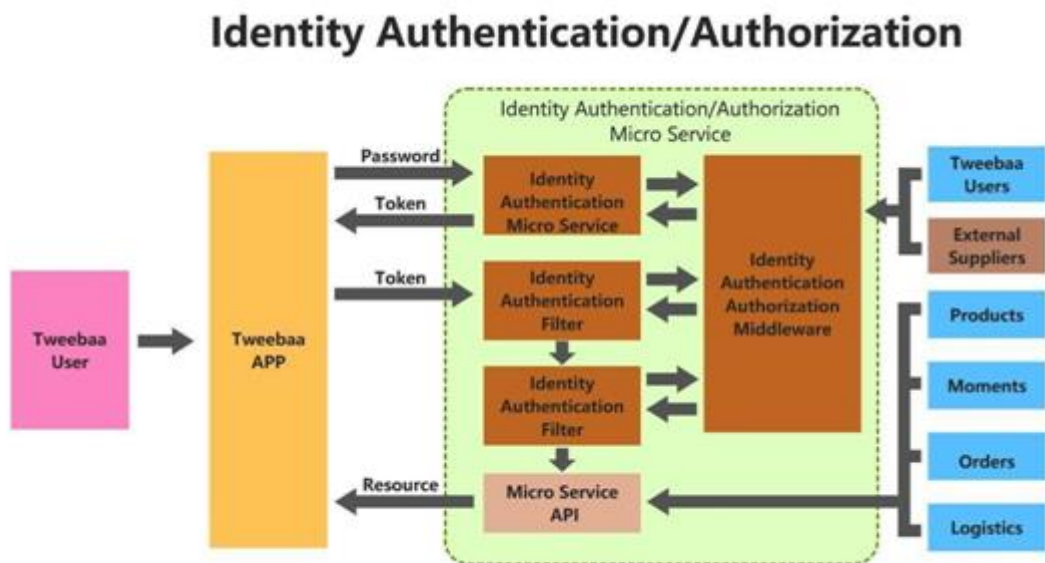 Identity Authentication/Authorization
Identity Authentication/Authorization
Micro Service
Password
Token
Token
Resource
Tweebaa
User
Tweebaa
APP
Identity
Authentication
Micro Service
Identity
Authentication
Filter
Identity
Authentication
Filter
Micro Service
API
Identity
Authentication
Authorization
Middleware
Tweebaa
Users
External
Suppliers
Products
Moments
Orders
Logistics